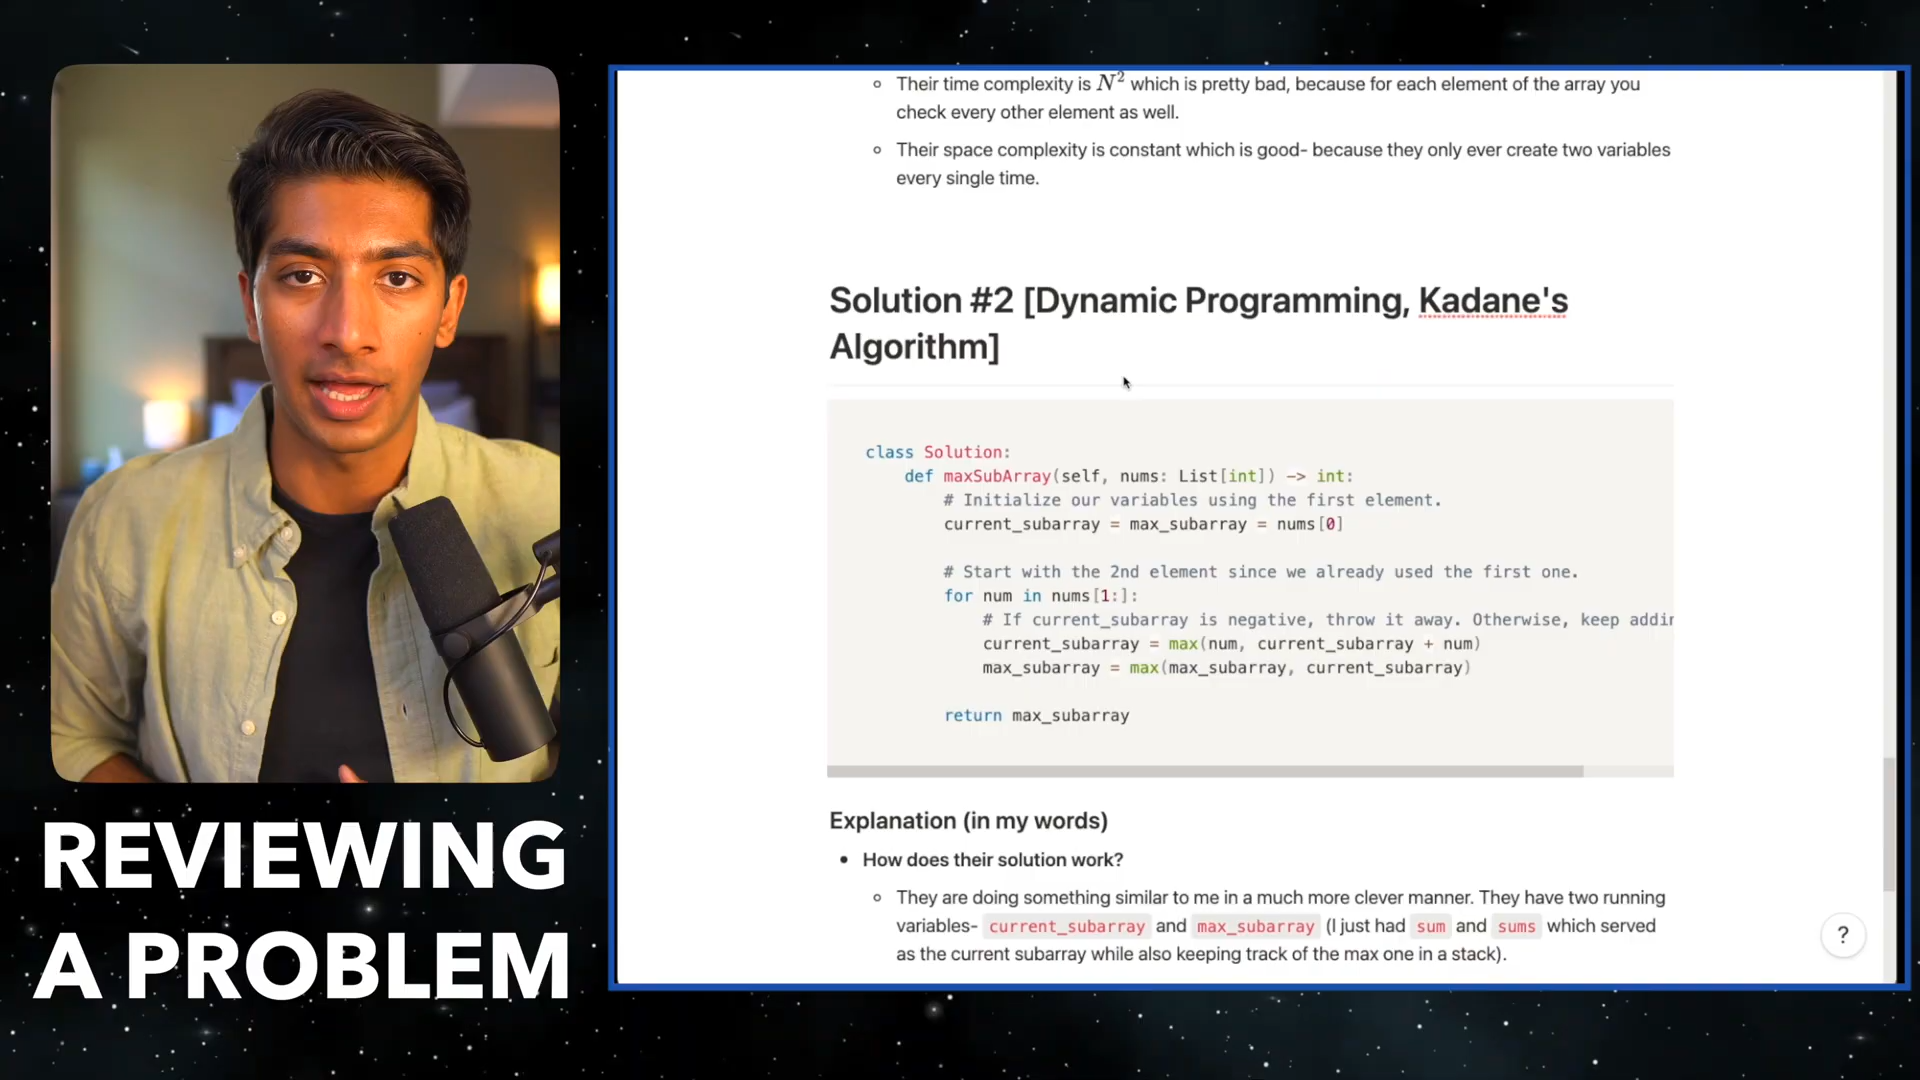 Their time complexity is N² which is pretty bad, because for each element of the array you
check every other element as well.
Their space complexity is constant which is good- because they only ever create two variables
every single time.
Solution #2 [Dynamic Programming, Kadane's
Algorithm]
class Solution:
    def maxSubArray(self, nums: List[int]) -> int:
        # Initialize our variables using the first element.
        current_subarray = max_subarray = nums[0]
        # Start with the 2nd element since we already used the first one.
        for num in nums[1:]:
            # If current_subarray is negative, throw it away. Otherwise, keep addin
            current_subarray = max(num, current_subarray + num)
            max_subarray = max(max_subarray, current_subarray)
        return max_subarray
Explanation (in my words)
How does their solution work?
They are doing something similar to me in a much more clever manner. They have two running
variables- current_subarray and max_subarray (I just had sum and sums which served
as the current subarray while also keeping track of the max one in a stack).
?
REVIEWING
A PROBLEM